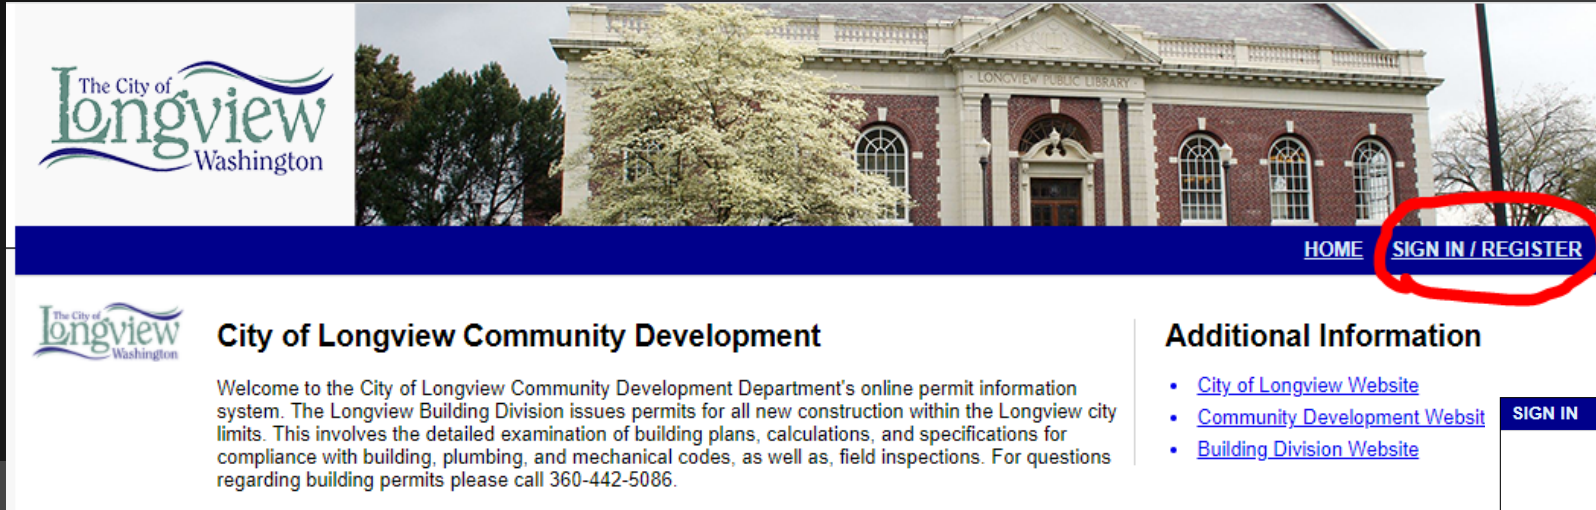 The City of
Longview
Washington
LONGVIEW PUBLIC LIBRARY
HOME SIGN IN / REGISTER
The City of
Longview
Washington
City of Longview Community Development
Welcome to the City of Longview Community Development Department's online permit information
system. The Longview Building Division issues permits for all new construction within the Longview city
limits. This involves the detailed examination of building plans, calculations, and specifications for
compliance with building, plumbing, and mechanical codes, as well as, field inspections. For questions
regarding building permits please call 360-442-5086.
Additional Information
City of Longview Website
Community Development Websit
Building Division Website
SIGN IN